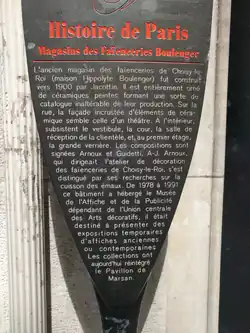 Histoire de Paris
Magasins des Faïenceries Boulenger
L'ancien magasin des faïenceries de Choisy-le-
Roi (maison Hippolyte Boulenger) fut construit
vers 1900 par Jacottin. Il est entièrement orné
de céramiques peintes formant une sorte de
catalogue inaltérable de leur production. Sur la
rue, la façade incrustée d'éléments de céra-
mique semble celle d'un théâtre. A l'intérieur,
subsistent le vestibule, la cour, la salle de
réception de la clientèle, et, au premier étage,
la grande verrière. Les compositions sont
signées Arnoux et Guidetti. A.-J. Arnoux,
qui dirigeait l'atelier de décoration
des faïenceries de Choisy-le-Roi, s'est
distingué par ses recherches sur la
cuisson des émaux. De 1978 à 1991
ce bâtiment a hébergé le Musée
de l'Affiche et de la Publicité
dépendant de l'Union centrale
des Arts décoratifs, il était
destiné à présenter des
expositions temporaires
d'affiches anciennes
ou contemporaines.
Les collections ont
aujourd'hui réintégré
le Pavillon de
Marsan.